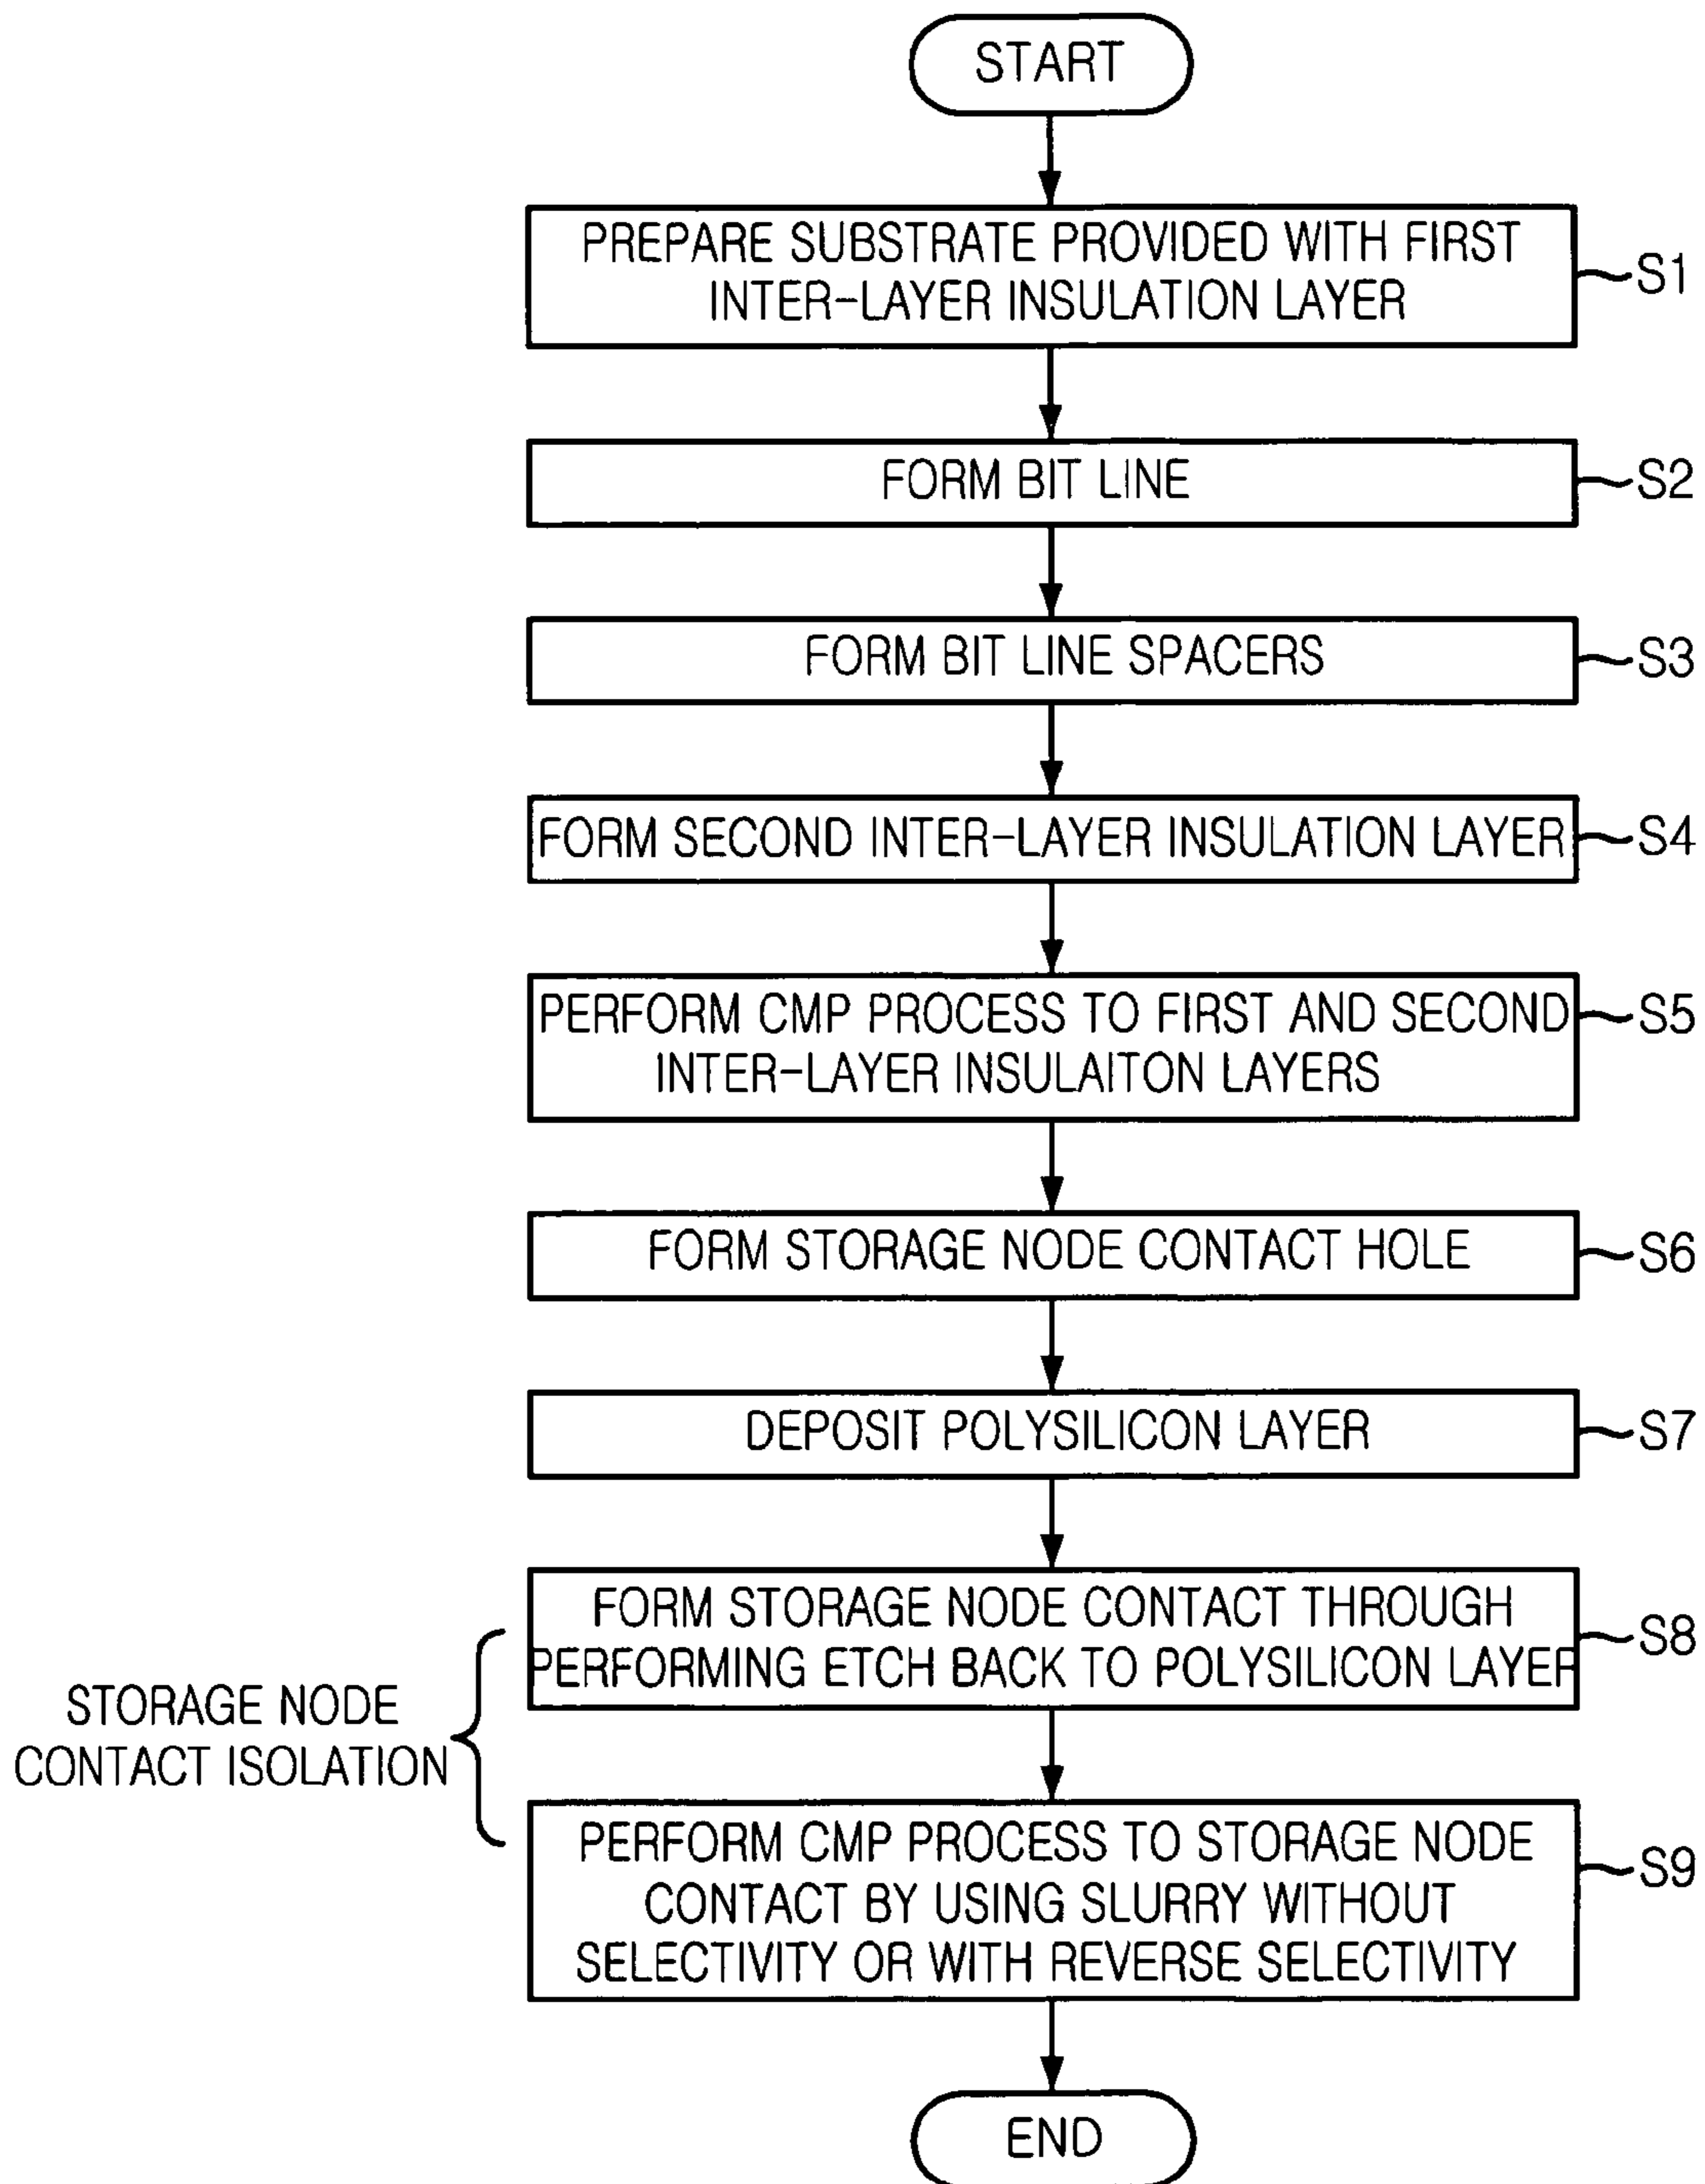 START
PREPARE SUBSTRATE PROVIDED WITH FIRST
INTER-LAYER INSULATION LAYER
S1
FORM BIT LINE
S2
FORM BIT LINE SPACERS
S3
FORM SECOND INTER-LAYER INSULATION LAYER
S4
PERFORM CMP PROCESS TO FIRST AND SECOND
INTER-LAYER INSULAITON LAYERS
S5
FORM STORAGE NODE CONTACT HOLE
S6
DEPOSIT POLYSILICON LAYER
S7
FORM STORAGE NODE CONTACT THROUGH
PERFORMING ETCH BACK TO POLYSILICON LAYER
S8
STORAGE NODE
CONTACT ISOLATION
PERFORM CMP PROCESS TO STORAGE NODE
CONTACT BY USING SLURRY WITHOUT
SELECTIVITY OR WITH REVERSE SELECTIVITY
S9
END